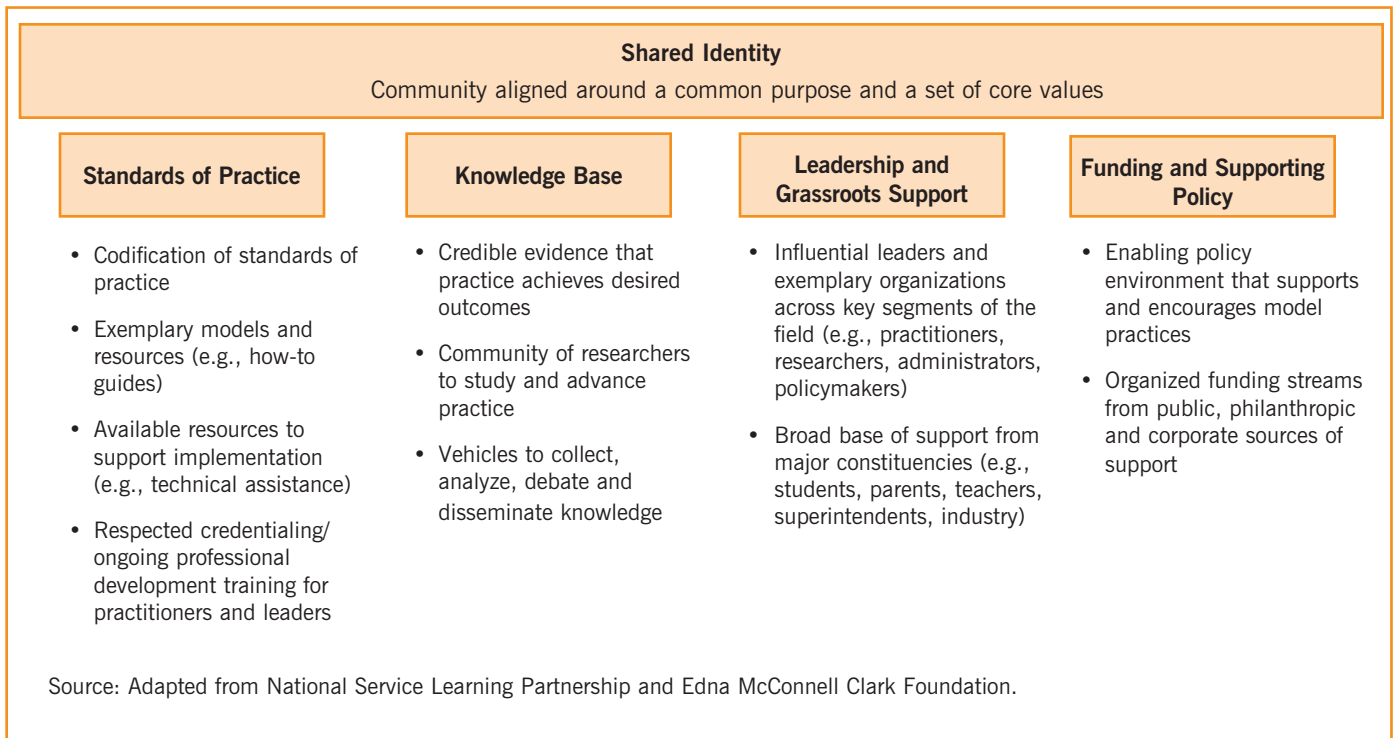 Shared Identity
Community aligned around a common purpose and a set of core values
Standards of Practice
• Codification of standards of
practice
• Exemplary models and
resources (e.g., how-to
guides)
• Available resources to
support implementation
(e.g., technical assistance)
• Respected credentialing/
ongoing professional
development training for
practitioners and leaders
Knowledge Base
• Credible evidence that
practice achieves desired
outcomes
• Community of researchers
to study and advance
practice
• Vehicles to collect,
analyze, debate and
disseminate knowledge
Leadership and
Grassroots Support
• Influential leaders and
exemplary organizations
across key segments of the
field (e.g., practitioners,
researchers, administrators,
policymakers)
• Broad base of support from
major constituencies (e.g.,
students, parents, teachers,
superintendents, industry)
Funding and Supporting
Policy
• Enabling policy
environment that supports
and encourages model
practices
• Organized funding streams
from public, philanthropic
and corporate sources of
support
Source: Adapted from National Service Learning Partnership and Edna McConnell Clark Foundation.